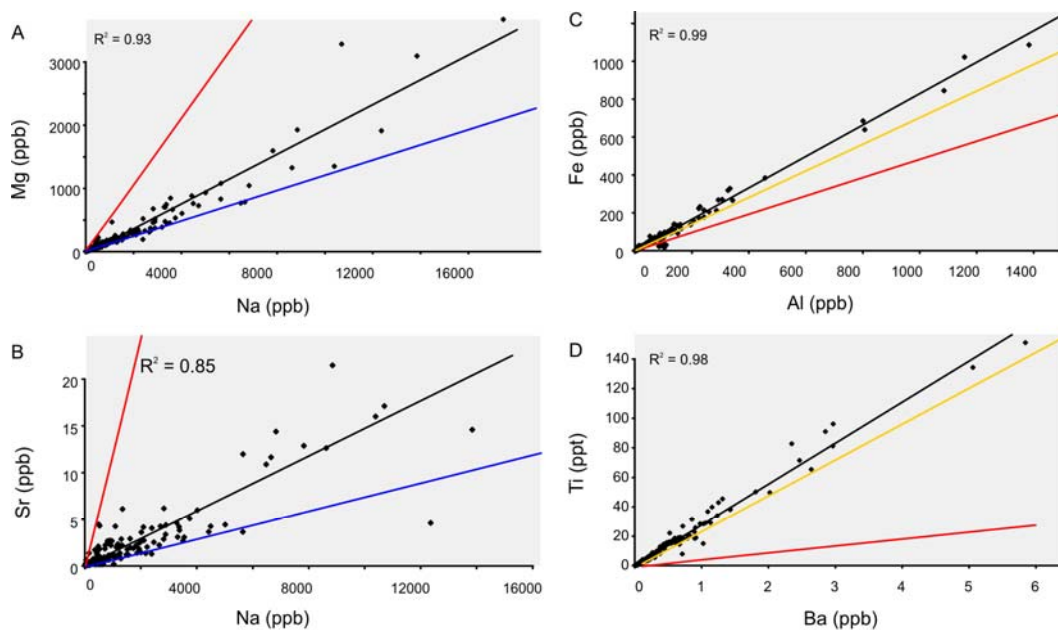 A
R² = 0.93
Mg (ppb)
3000
2000
1000
0
0 4000 8000 12000 16000
Na (ppb)
B
R² = 0.85
Sr (ppb)
20
15
10
5
0
0 4000 8000 12000 16000
Na (ppb)
C
R² = 0.99
Fe (ppb)
1000
800
600
400
200
0
0 200 400 600 800 1000 1200 1400
Al (ppb)
D
R² = 0.98
Ti (ppt)
140
120
100
80
60
40
20
0
0 1 2 3 4 5 6
Ba (ppb)